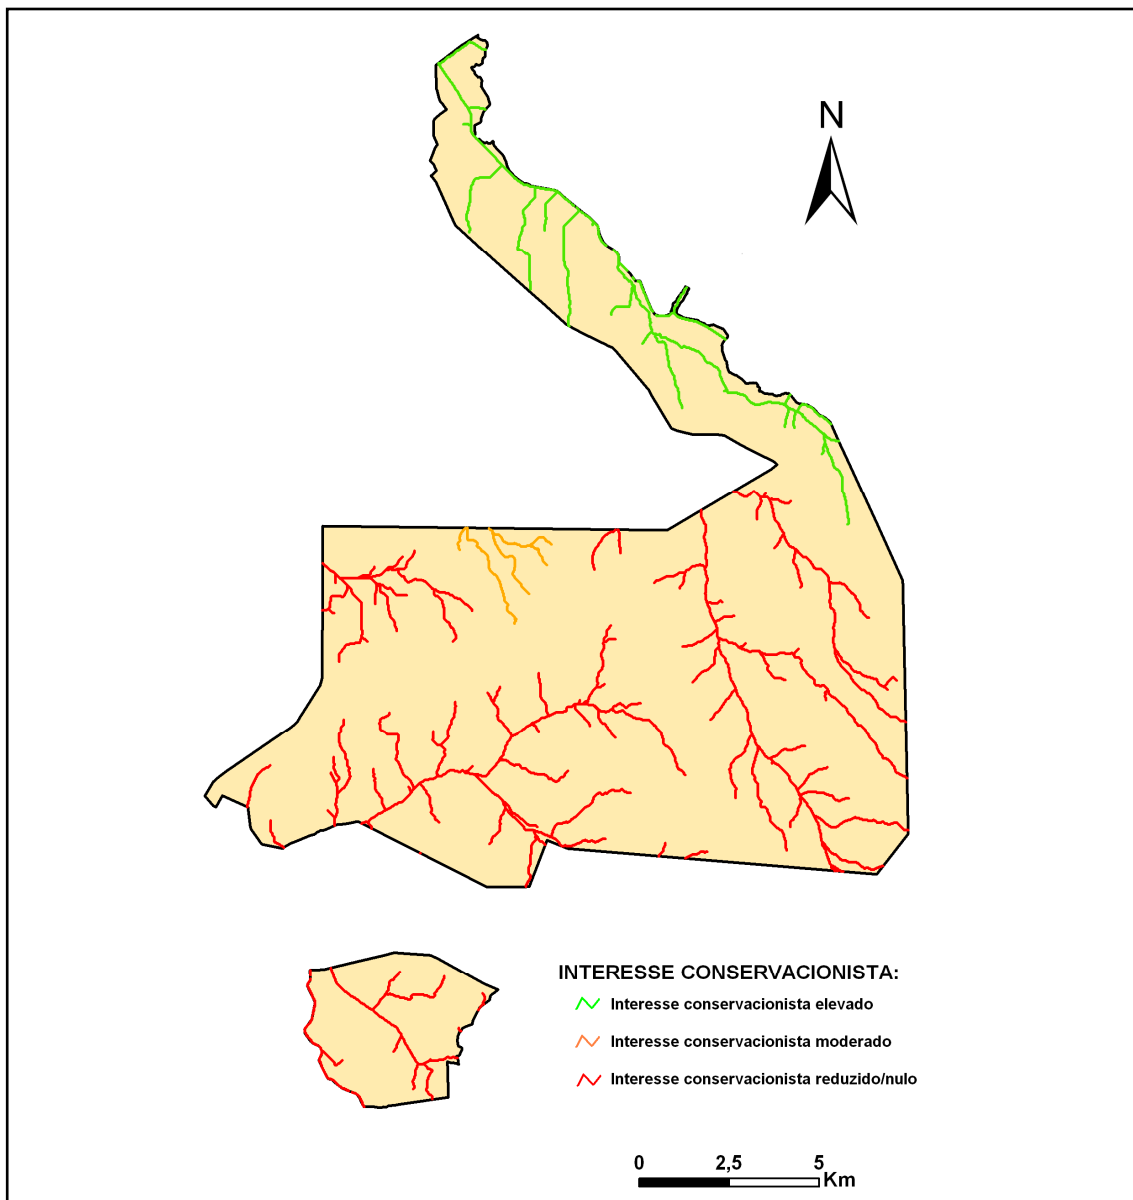 N
INTERESSE CONSERVACIONISTA:
Interesse conservacionista elevado
Interesse conservacionista moderado
Interesse conservacionista reduzido/nulo
0 2,5 5
Km